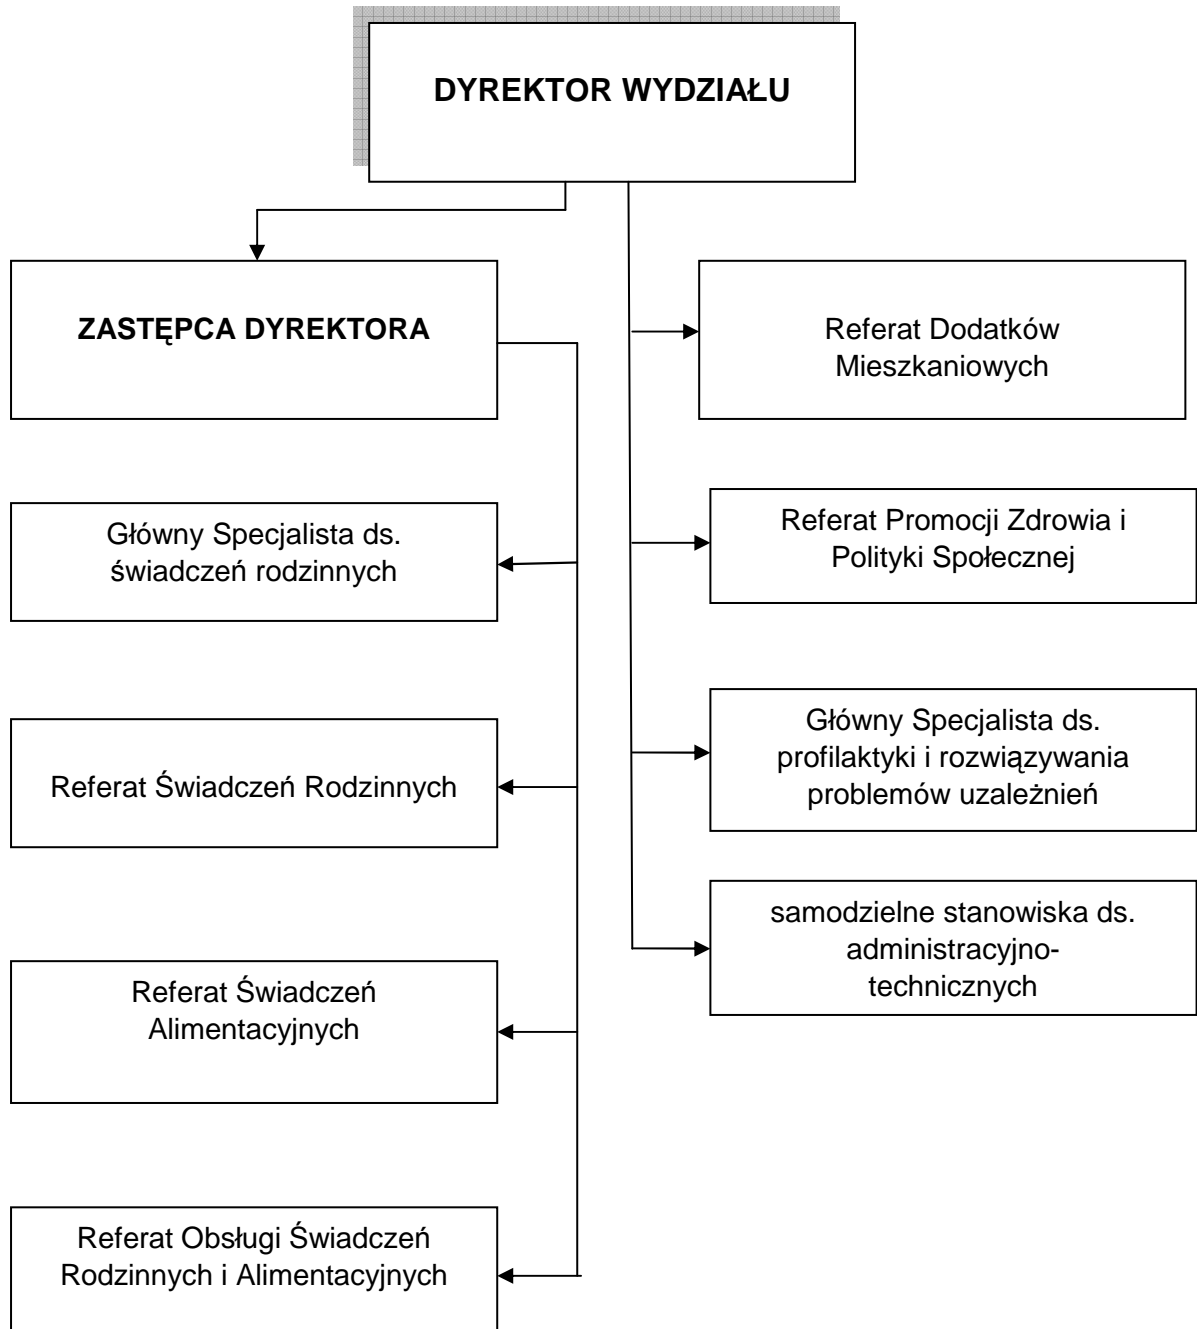 DYREKTOR WYDZIAŁU
ZASTĘPCA DYREKTORA
Referat Dodatków
Mieszkaniowych
Główny Specjalista ds.
świadczeń rodzinnych
Referat Promocji Zdrowia i
Polityki Społecznej
Referat Świadczeń Rodzinnych
Główny Specjalista ds.
profilaktyki i rozwiązywania
problemów uzależnień
samodzielne stanowiska ds.
administracyjno-
technicznych
Referat Świadczeń
Alimentacyjnych
Referat Obsługi Świadczeń
Rodzinnych i Alimentacyjnych